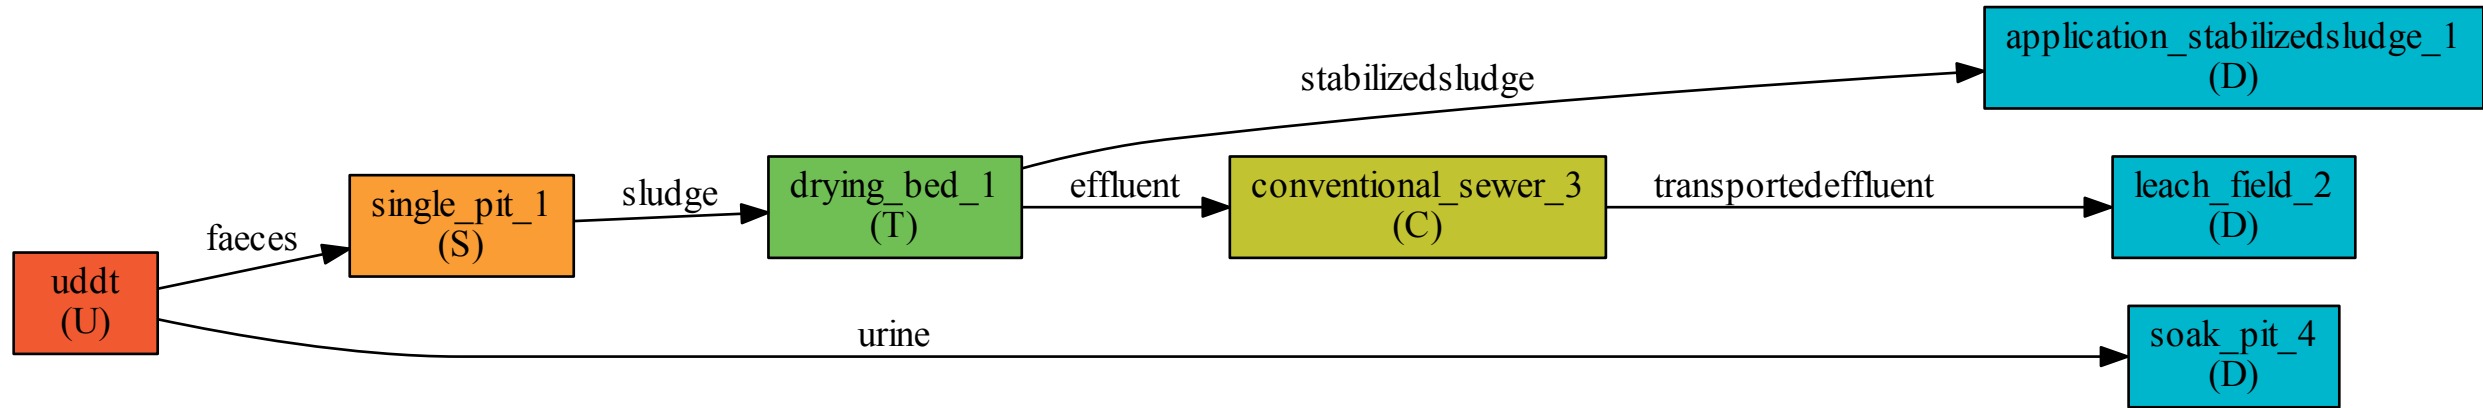 application_stabilizedsludge_1
(D)
stabilizedsludge
drying_bed_1
(T)
effluent
conventional_sewer_3
(C)
transportedeffluent
leach_field_2
(D)
single_pit_1
(S)
sludge
faeces
uddt
(U)
urine
soak_pit_4
(D)